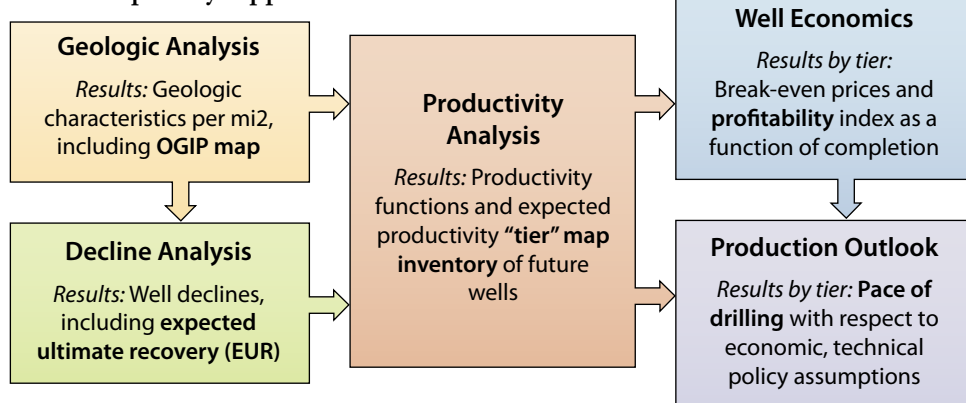 Geologic Analysis
Results: Geologic
characteristics per mi2,
including OGIP map
Decline Analysis
Results: Well declines,
including expected
ultimate recovery (EUR)
Productivity
Analysis
Results: Productivity
functions and expected
productivity “tier” map
inventory of future
wells
Well Economics
Results by tier:
Break-even prices and
profitability index as a
function of completion
Production Outlook
Results by tier: Pace of
drilling with respect to
economic, technical
policy assumptions